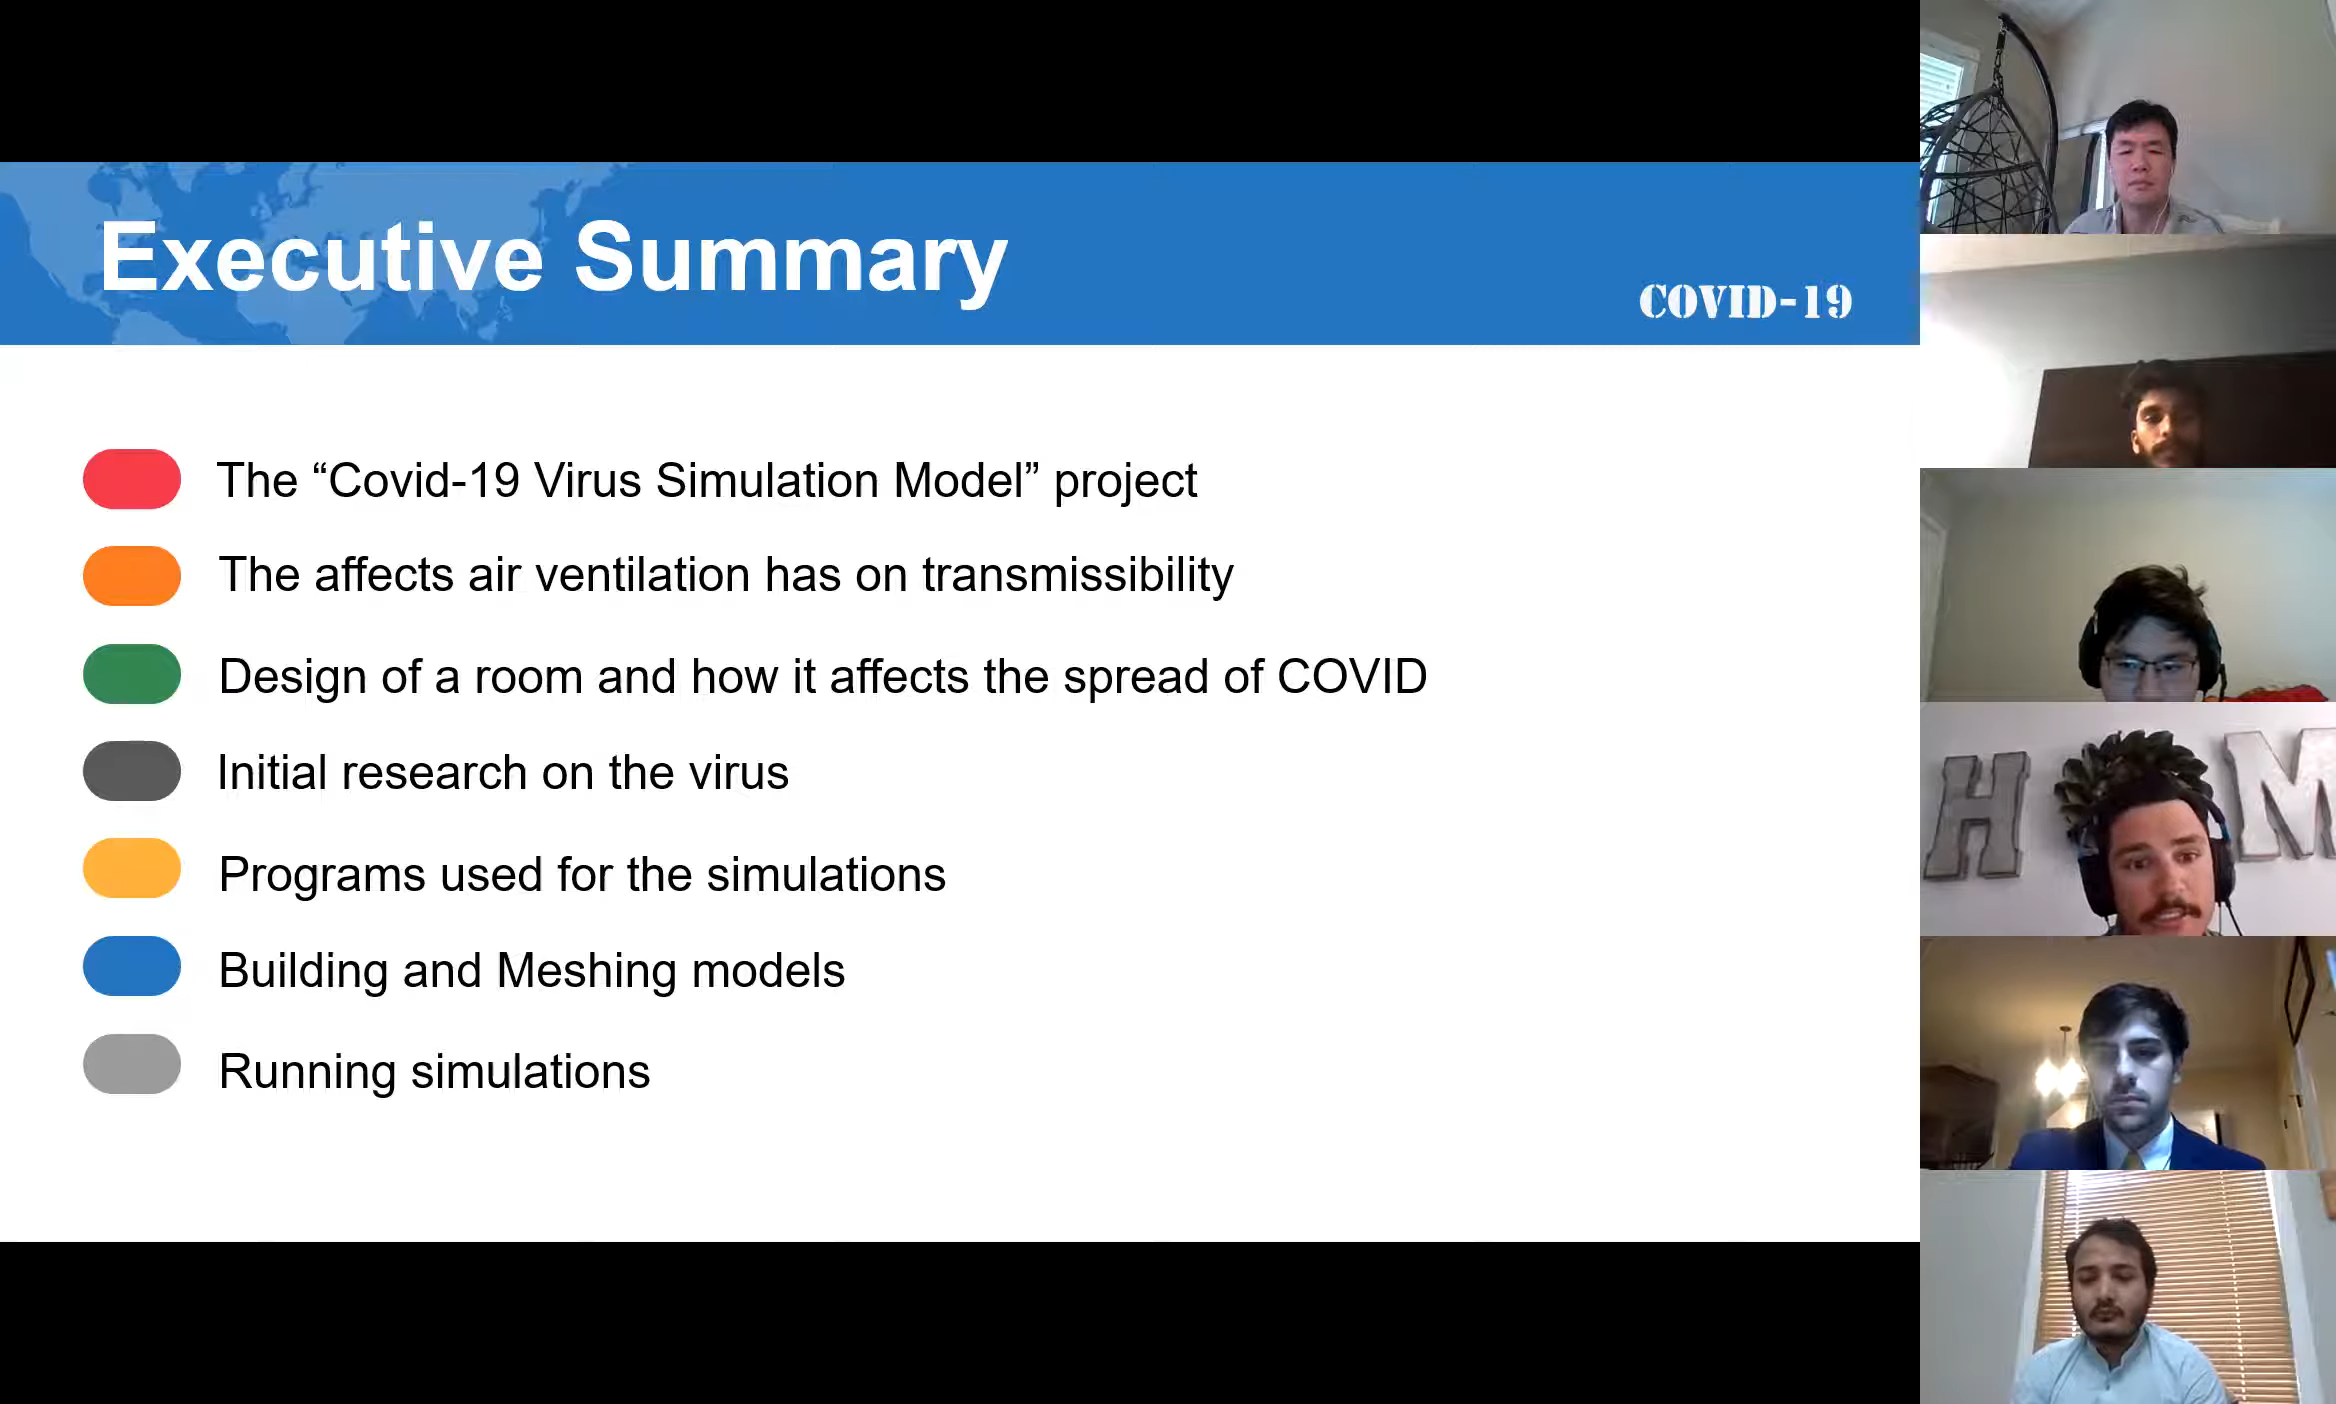 Executive Summary
COVID-19
The “Covid-19 Virus Simulation Model” project
The affects air ventilation has on transmissibility
Design of a room and how it affects the spread of COVID
Initial research on the virus
Programs used for the simulations
Building and Meshing models
Running simulations
H M